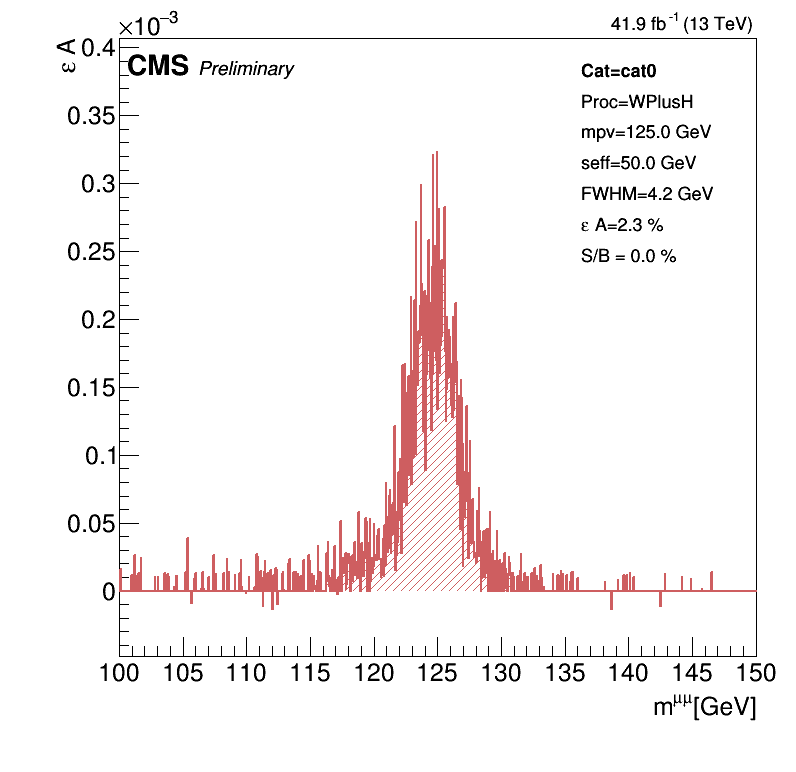 ×10⁻³
41.9 fb⁻¹ (13 TeV)
ε A
CMS Preliminary
Cat=cat0
Proc=WPlusH
mpv=125.0 GeV
seff=50.0 GeV
FWHM=4.2 GeV
ε A=2.3 %
S/B = 0.0 %
0.4
0.35
0.3
0.25
0.2
0.15
0.1
0.05
0
100 105 110 115 120 125 130 135 140 145 150
m^μμ[GeV]